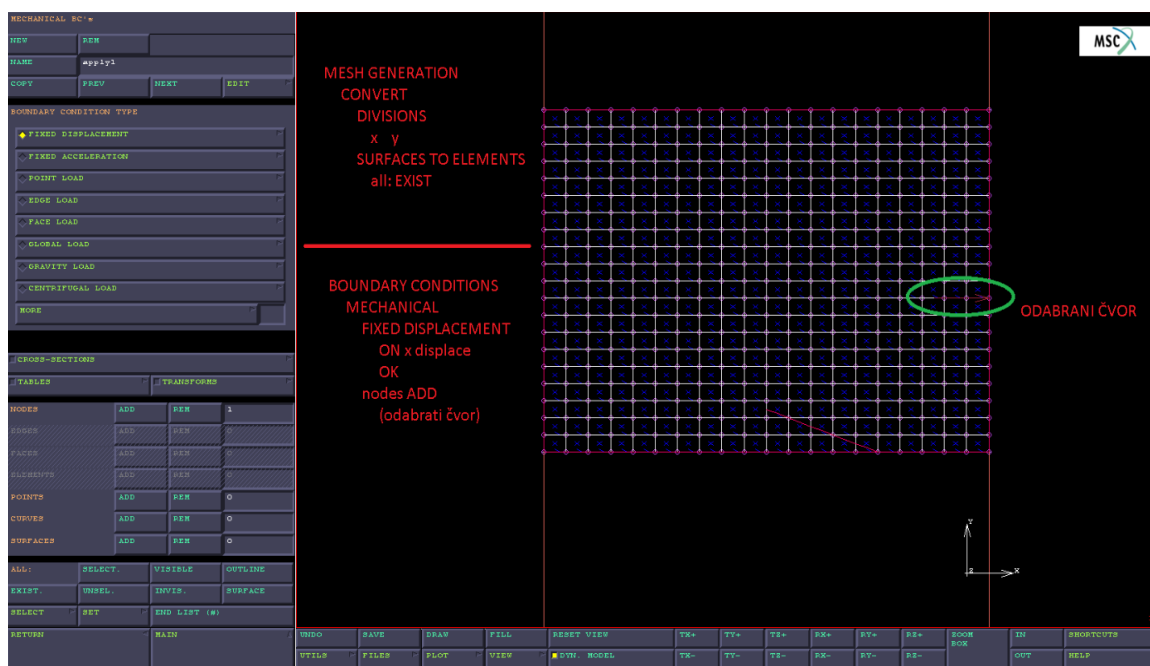 MECHANICAL BC's
NEW REM
NAME apply1
COPY PREV NEXT EDIT
BOUNDARY CONDITION TYPE
FIXED DISPLACEMENT
FIXED ACCELERATION
POINT LOAD
EDGE LOAD
FACE LOAD
GLOBAL LOAD
GRAVITY LOAD
CENTRIFUGAL LOAD
MORE
CROSS-SECTIONS
TABLES TRANSFORMS
NODES ADD REM 1
EDGES ADD REM 0
FACES ADD REM 0
ELEMENTS ADD REM 0
POINTS ADD REM 0
CURVES ADD REM 0
SURFACES ADD REM 0
ALL: SELECT. VISIBLE OUTLINE
EXIST. UNSEL. INVIS. SURFACE
SELECT SET END LIST (#)
RETURN MAIN
MESH GENERATION
CONVERT
DIVISIONS
x y
SURFACES TO ELEMENTS
all: EXIST
BOUNDARY CONDITIONS
MECHANICAL
FIXED DISPLACEMENT
ON x displace
OK
nodes ADD
(odabrati čvor)
MSC
ODABRANI ČVOR
Y
Z X
UNDO SAVE DRAW FILL RESET VIEW TX+ TY+ TZ+ RX+ RY+ RZ+ ZOOM BOX IN SHORTCUTS
UTILS FILES PLOT VIEW DYN. MODEL TX- TY- TZ- RX- RY- RZ- OUT HELP